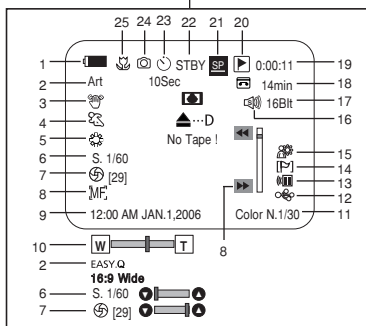 25 24 23 22 21 20
1 STBY SP 0:00:11 19
2 Art 10Sec 14min 18
3 16BIt 17
16
4 ...D
5 No Tape !
6 S. 1/60 15
7 [29] 14
8 MF 13
12
9 12:00 AM JAN.1,2006 Color N.1/30 11
10 W T 8
2 EASY.Q
16:9 Wide
6 S. 1/60
7 [29]